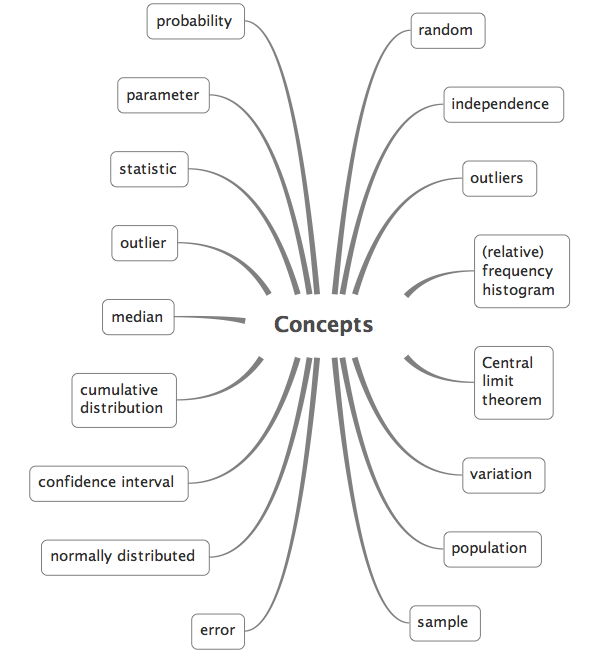 probability
random
parameter
independence
statistic
outliers
outlier
(relative)
frequency
histogram
median
Concepts
Central
limit
theorem
cumulative
distribution
variation
confidence interval
population
normally distributed
sample
error